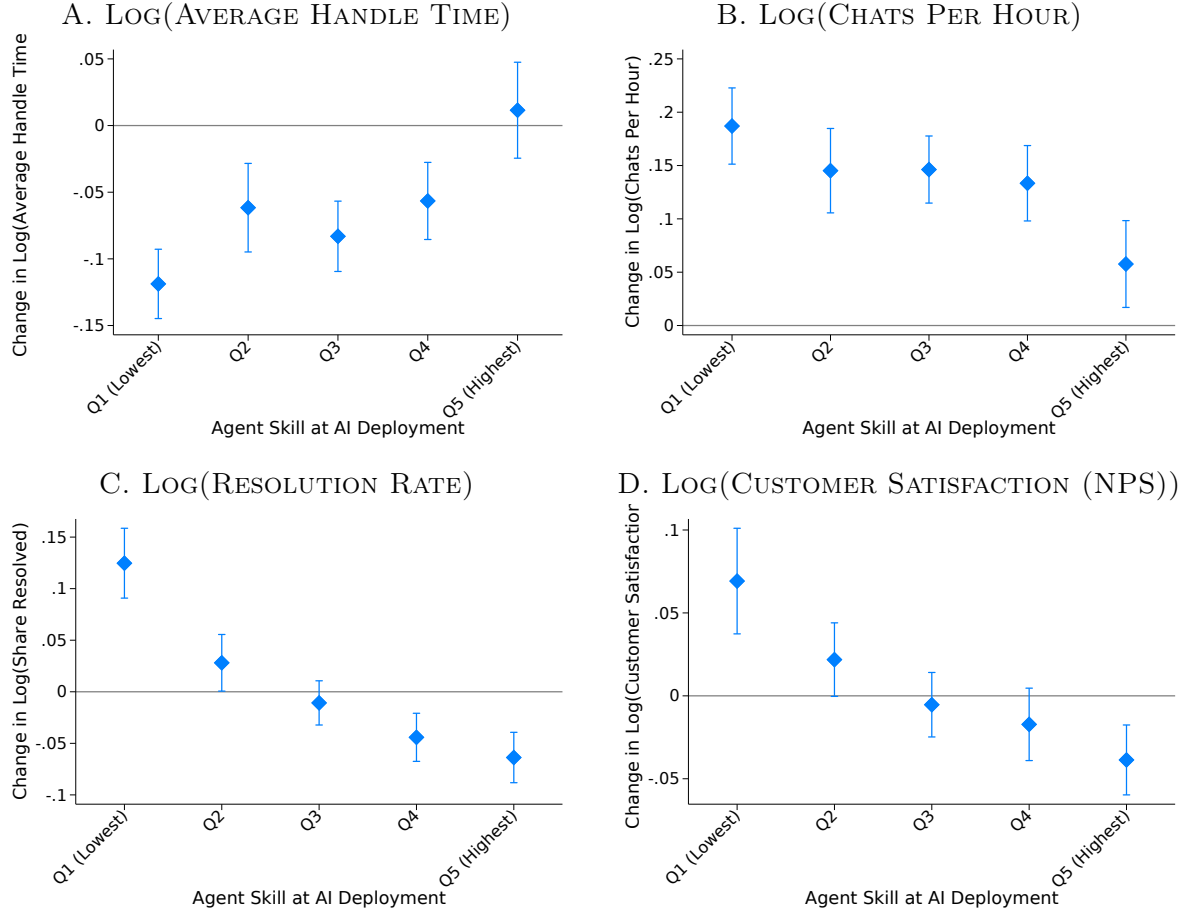 A. LOG(AVERAGE HANDLE TIME)
Change in Log(Average Handle Time
.05
0
-.05
-.1
-.15
Q1 (Lowest)
Q2
Q3
Q4
Q5 (Highest)
Agent Skill at AI Deployment
B. LOG(CHATS PER HOUR)
Change in Log(Chats Per Hour)
.25
.2
.15
.1
.05
0
Q1 (Lowest)
Q2
Q3
Q4
Q5 (Highest)
Agent Skill at AI Deployment
C. LOG(RESOLUTION RATE)
Change in Log(Share Resolved)
.15
.1
.05
0
-.05
-.1
Q1 (Lowest)
Q2
Q3
Q4
Q5 (Highest)
Agent Skill at AI Deployment
D. LOG(CUSTOMER SATISFACTION (NPS))
Change in Log(Customer Satisfaction
.1
.05
0
-.05
Q1 (Lowest)
Q2
Q3
Q4
Q5 (Highest)
Agent Skill at AI Deployment